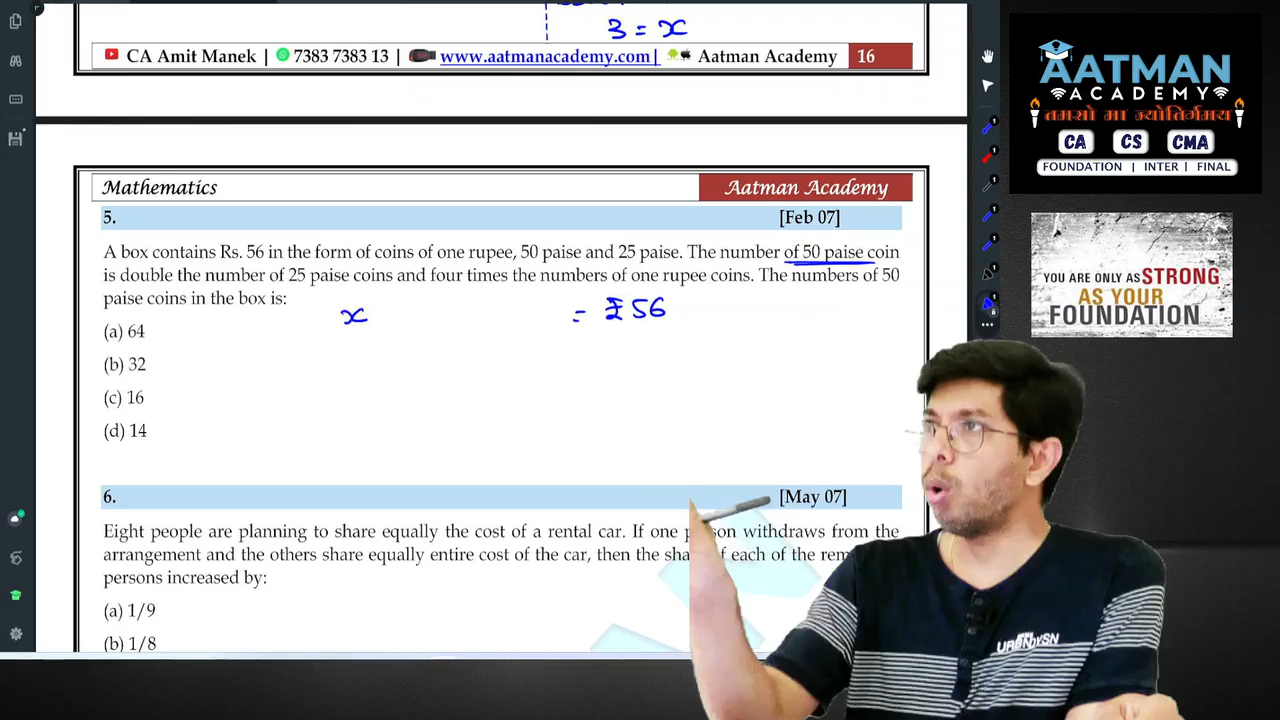 3 = x
CA Amit Manek | 7383 7383 13 | www.aatmanacademy.com| Aatman Academy 16
Mathematics Aatman Academy
5. [Feb 07]
A box contains Rs. 56 in the form of coins of one rupee, 50 paise and 25 paise. The number of 50 paise coin
is double the number of 25 paise coins and four times the numbers of one rupee coins. The numbers of 50
paise coins in the box is:
x = ₹56
(a) 64
(b) 32
(c) 16
(d) 14
6. [May 07]
Eight people are planning to share equally the cost of a rental car. If one person withdraws from the
arrangement and the others share equally entire cost of the car, then the share of each of the
persons increased by:
(a) 1/9
(b) 1/8
AATMAN
ACADEMY
तमसो मा ज्योतिर्गमय
CA CS CMA
FOUNDATION | INTER | FINAL
YOU ARE ONLY AS STRONG
AS YOUR
FOUNDATION
URBNDVSN